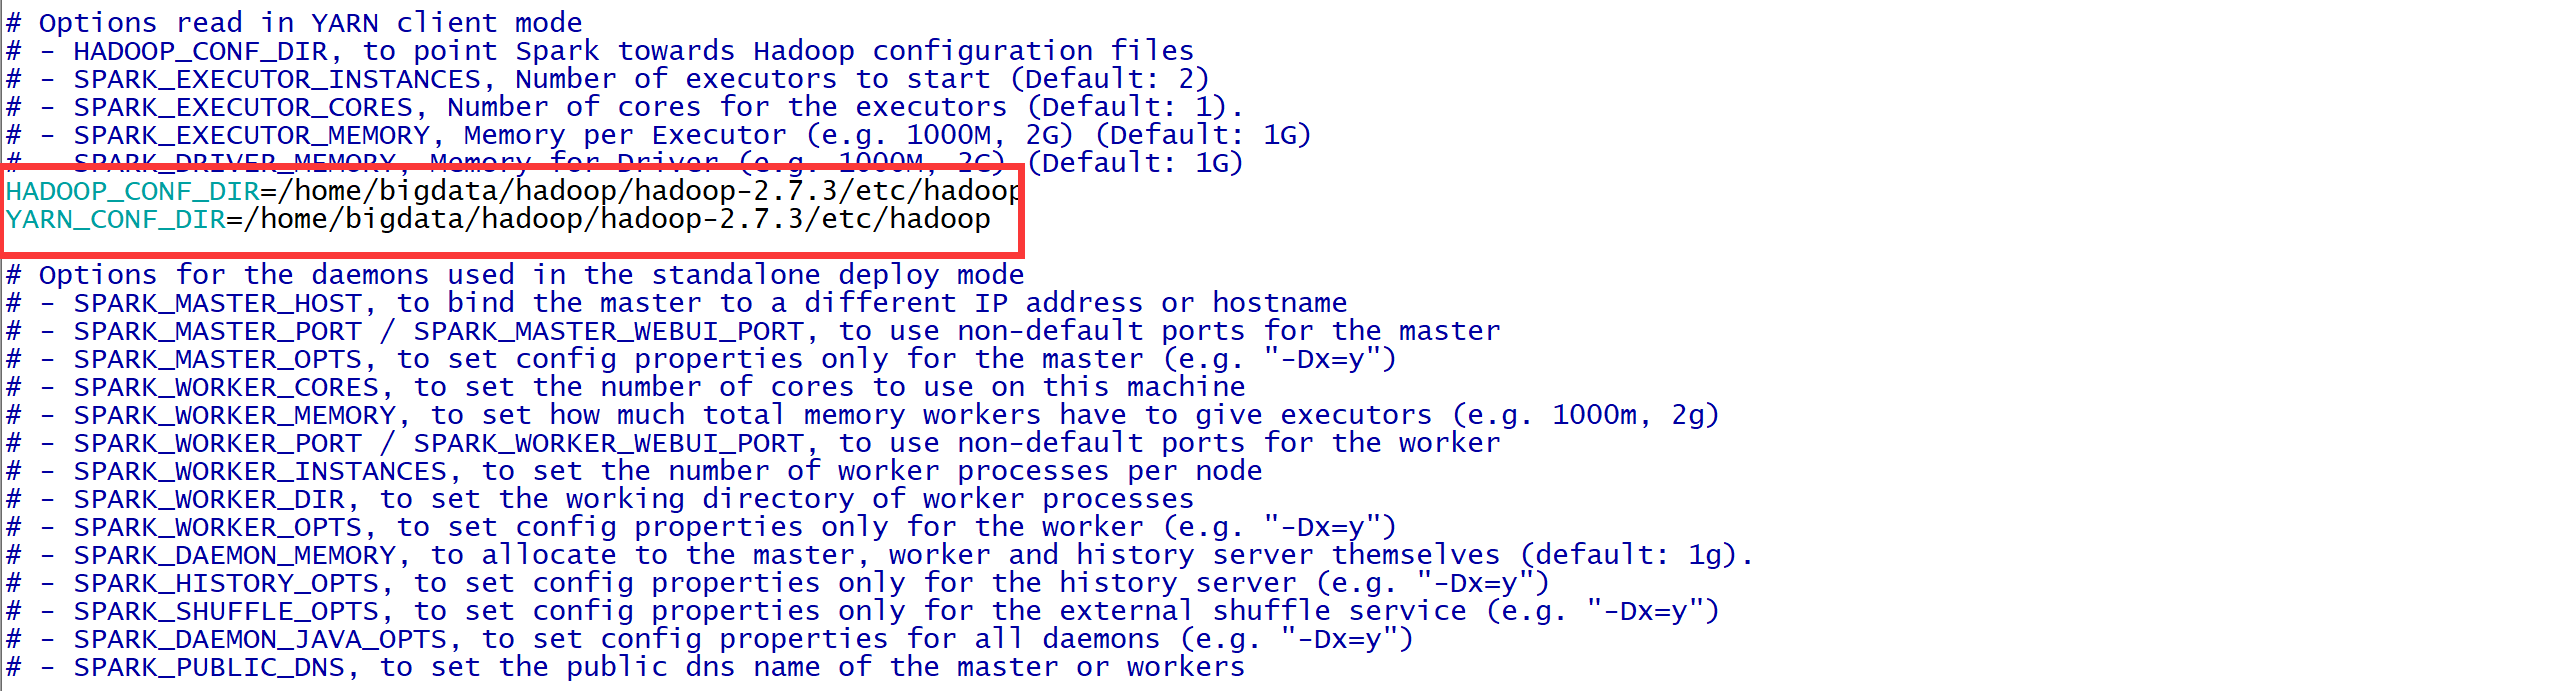 # Options read in YARN client mode
# - HADOOP_CONF_DIR, to point Spark towards Hadoop configuration files
# - SPARK_EXECUTOR_INSTANCES, Number of executors to start (Default: 2)
# - SPARK_EXECUTOR_CORES, Number of cores for the executors (Default: 1).
# - SPARK_EXECUTOR_MEMORY, Memory per Executor (e.g. 1000M, 2G) (Default: 1G)
# - SPARK_DRIVER_MEMORY, Memory for Driver (e.g. 1000M, 2G) (Default: 1G)
HADOOP_CONF_DIR=/home/bigdata/hadoop/hadoop-2.7.3/etc/hadoop
YARN_CONF_DIR=/home/bigdata/hadoop/hadoop-2.7.3/etc/hadoop
# Options for the daemons used in the standalone deploy mode
# - SPARK_MASTER_HOST, to bind the master to a different IP address or hostname
# - SPARK_MASTER_PORT / SPARK_MASTER_WEBUI_PORT, to use non-default ports for the master
# - SPARK_MASTER_OPTS, to set config properties only for the master (e.g. "-Dx=y")
# - SPARK_WORKER_CORES, to set the number of cores to use on this machine
# - SPARK_WORKER_MEMORY, to set how much total memory workers have to give executors (e.g. 1000m, 2g)
# - SPARK_WORKER_PORT / SPARK_WORKER_WEBUI_PORT, to use non-default ports for the worker
# - SPARK_WORKER_INSTANCES, to set the number of worker processes per node
# - SPARK_WORKER_DIR, to set the working directory of worker processes
# - SPARK_WORKER_OPTS, to set config properties only for the worker (e.g. "-Dx=y")
# - SPARK_DAEMON_MEMORY, to allocate to the master, worker and history server themselves (default: 1g).
# - SPARK_HISTORY_OPTS, to set config properties only for the history server (e.g. "-Dx=y")
# - SPARK_SHUFFLE_OPTS, to set config properties only for the external shuffle service (e.g. "-Dx=y")
# - SPARK_DAEMON_JAVA_OPTS, to set config properties for all daemons (e.g. "-Dx=y")
# - SPARK_PUBLIC_DNS, to set the public dns name of the master or workers